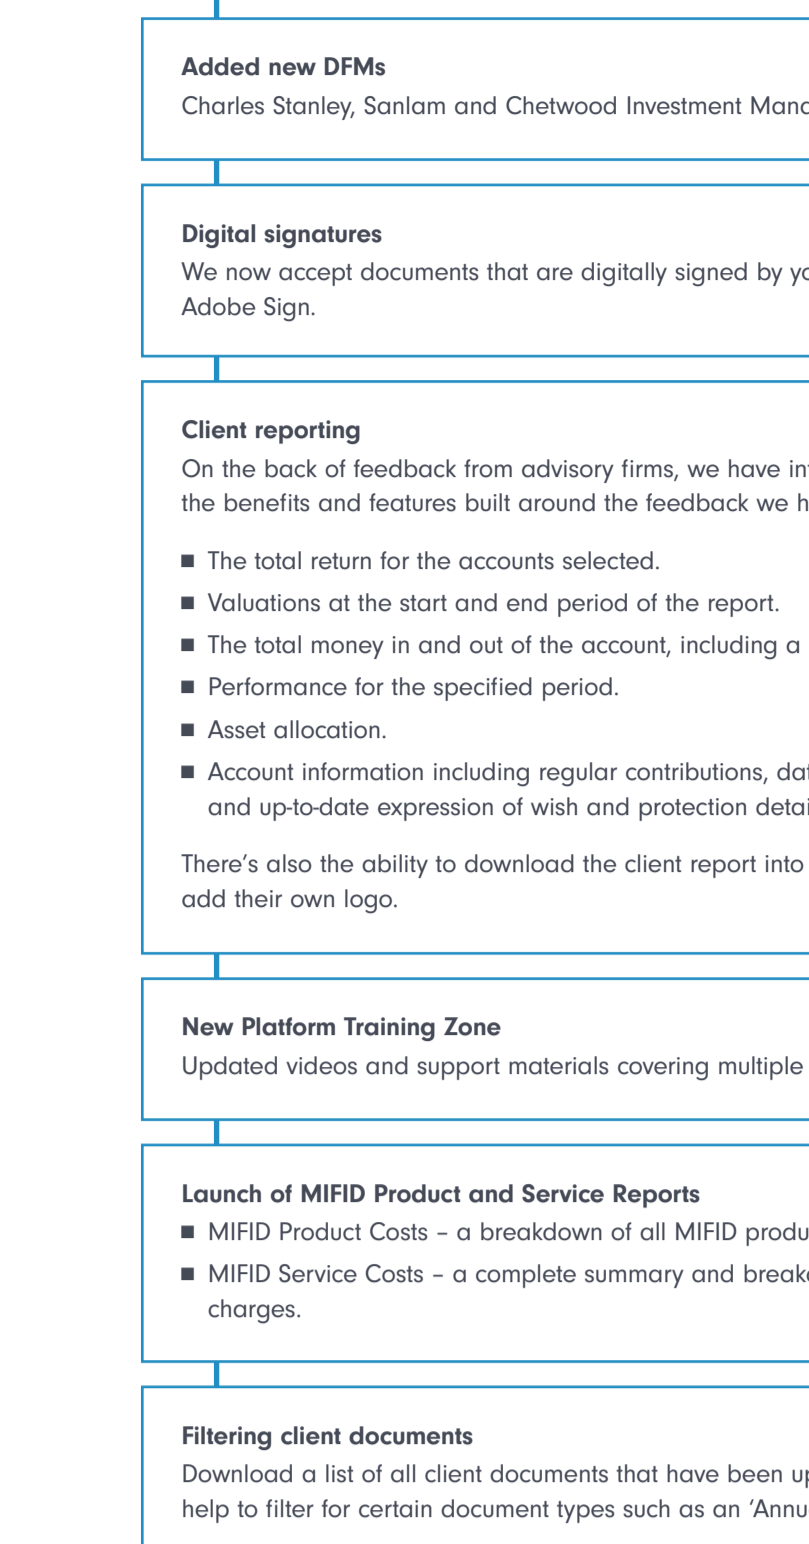 Added new DFMs
Charles Stanley, Sanlam and Chetwood Investment
Digital signatures
We now accept documents that are digitally signed by
Adobe Sign.
Client reporting
On the back of feedback from advisory firms, we have
the benefits and features built around the feedback we
■ The total return for the accounts selected.
■ Valuations at the start and end period of the report.
■ The total money in and out of the account, including a
■ Performance for the specified period.
■ Asset allocation.
■ Account information including regular contributions,
and up-to-date expression of wish and protection
There’s also the ability to download the client report into
add their own logo.
New Platform Training Zone
Updated videos and support materials covering multiple
Launch of MIFID Product and Service Reports
■ MIFID Product Costs – a breakdown of all MIFID
■ MIFID Service Costs – a complete summary and
charges.
Filtering client documents
Download a list of all client documents that have been
help to filter for certain document types such as an